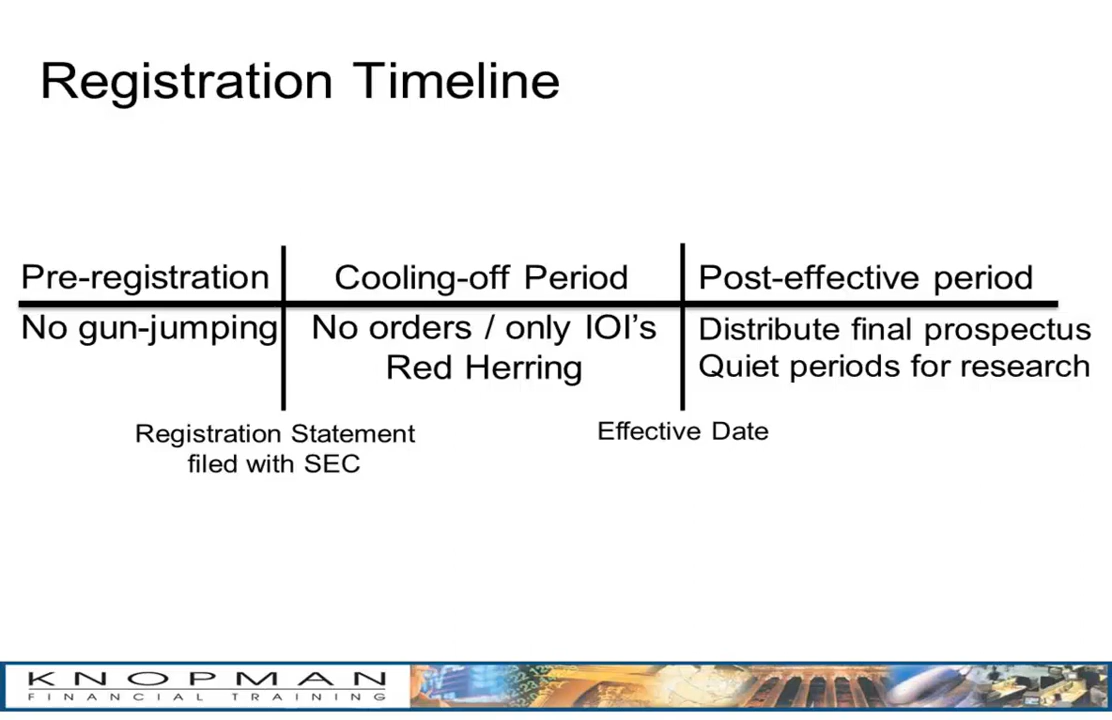 Registration Timeline
Pre-registration
Cooling-off Period
Post-effective period
No gun-jumping
No orders / only IOI's
Red Herring
Distribute final prospectus
Quiet periods for research
Registration Statement
filed with SEC
Effective Date
KNOPMAN
FINANCIAL TRAINING